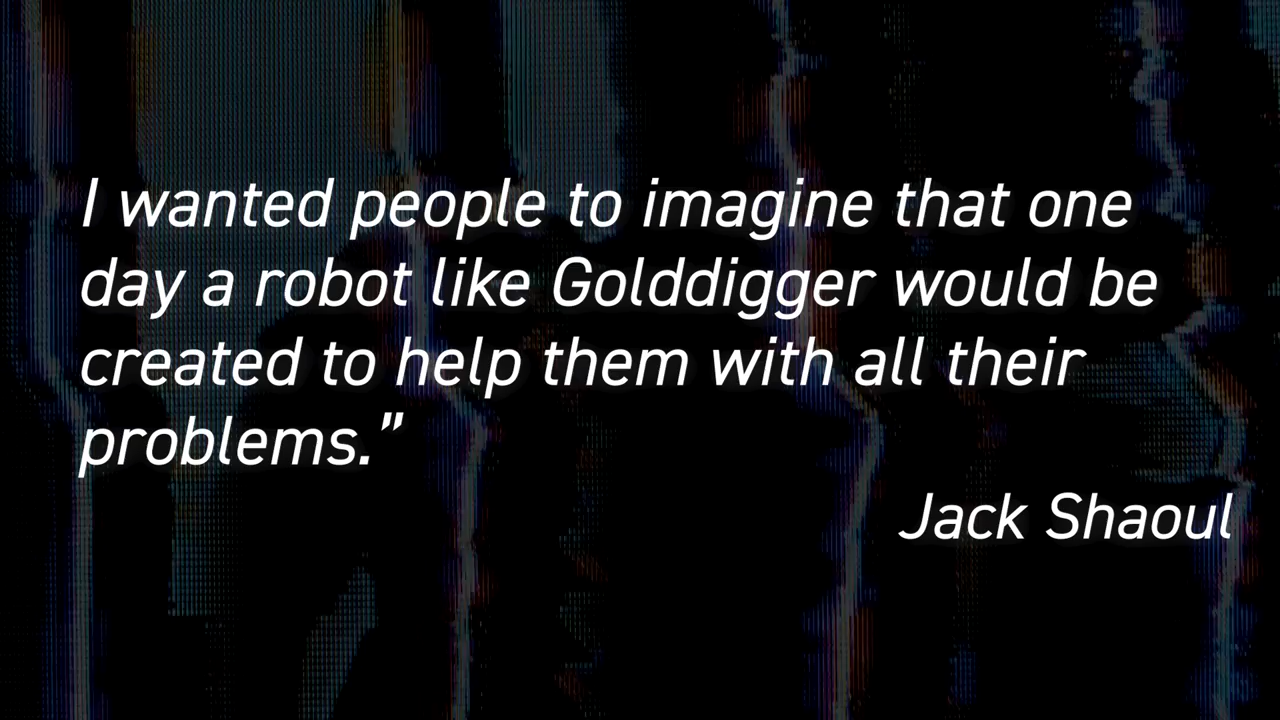 I wanted people to imagine that one
day a robot like Golddigger would be
created to help them with all their
problems.”
Jack Shaoul